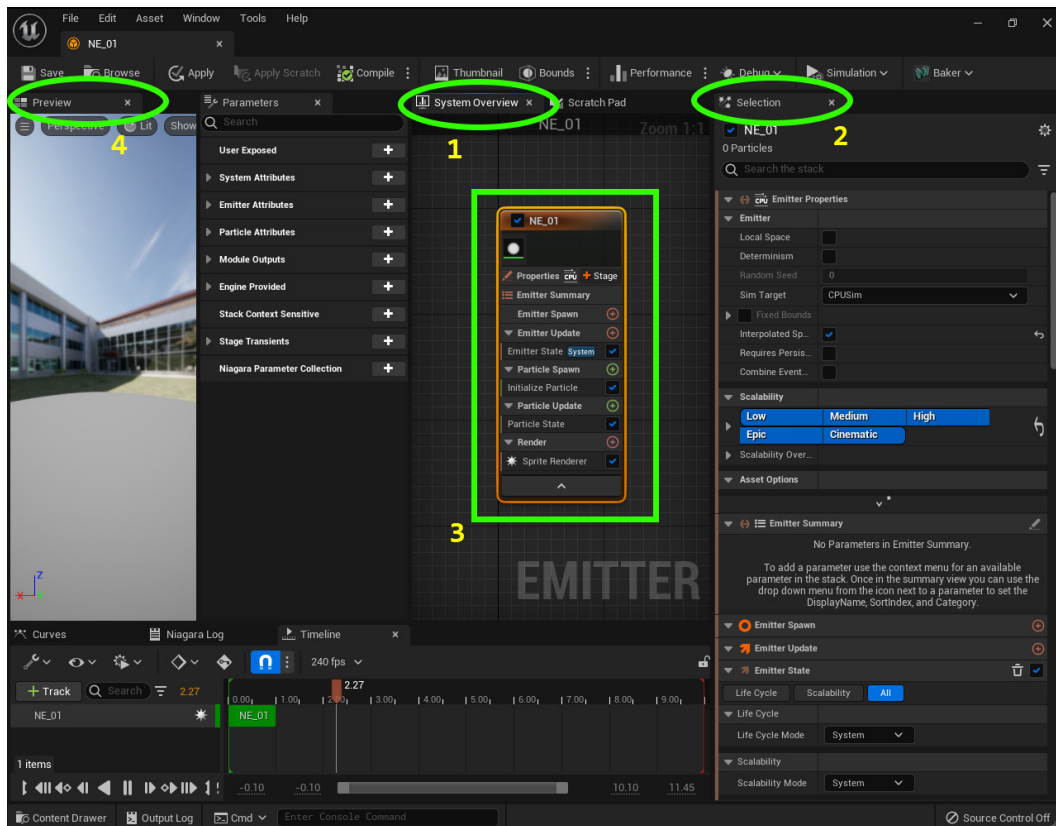 File Edit Asset Window Tools Help
NE_01
Save Browse Apply Apply Scratch Compile Thumbnail Bounds Performance Debug Simulation Baker
Preview Parameters System Overview Scratch Pad Selection
Perspective Lit Show
4
Search
User Exposed
System Attributes
Emitter Attributes
Particle Attributes
Module Outputs
Engine Provided
Stack Context Sensitive
Stage Transients
Niagara Parameter Collection
NE_01 Zoom 1:1
1
NE_01
Properties CPU + Stage
Emitter Summary
Emitter Spawn
Emitter Update
Emitter State System
Particle Spawn
Initialize Particle
Particle Update
Particle State
Render
Sprite Renderer
3
EMITTER
NE_01
2
0 Particles
Search the stack
CPU Emitter Properties
Emitter
Local Space
Determinism
Random Seed 0
Sim Target CPUSim
Fixed Bounds
Interpolated Sp...
Requires Persis...
Combine Event...
Scalability
Low Medium High
Epic Cinematic
Scalability Over...
Asset Options
Emitter Summary
No Parameters in Emitter Summary.
To add a parameter use the context menu for an available
parameter in the stack. Once in the summary view you can use the
drop down menu from the icon next to a parameter to set the
DisplayName, SortIndex, and Category.
Emitter Spawn
Emitter Update
Emitter State
Life Cycle Scalability All
Life Cycle
Life Cycle Mode System
Scalability
Scalability Mode System
Z
X Y
Curves Niagara Log Timeline
240 fps
+ Track Search 2.27
2.27
0.00 1.00 2.00 3.00 4.00 5.00 6.00 7.00 8.00 9.00
NE_01 NE_01
1 items
-0.10 -0.10 10.10 11.45
Content Drawer Output Log Cmd Enter Console Command Source Control Off